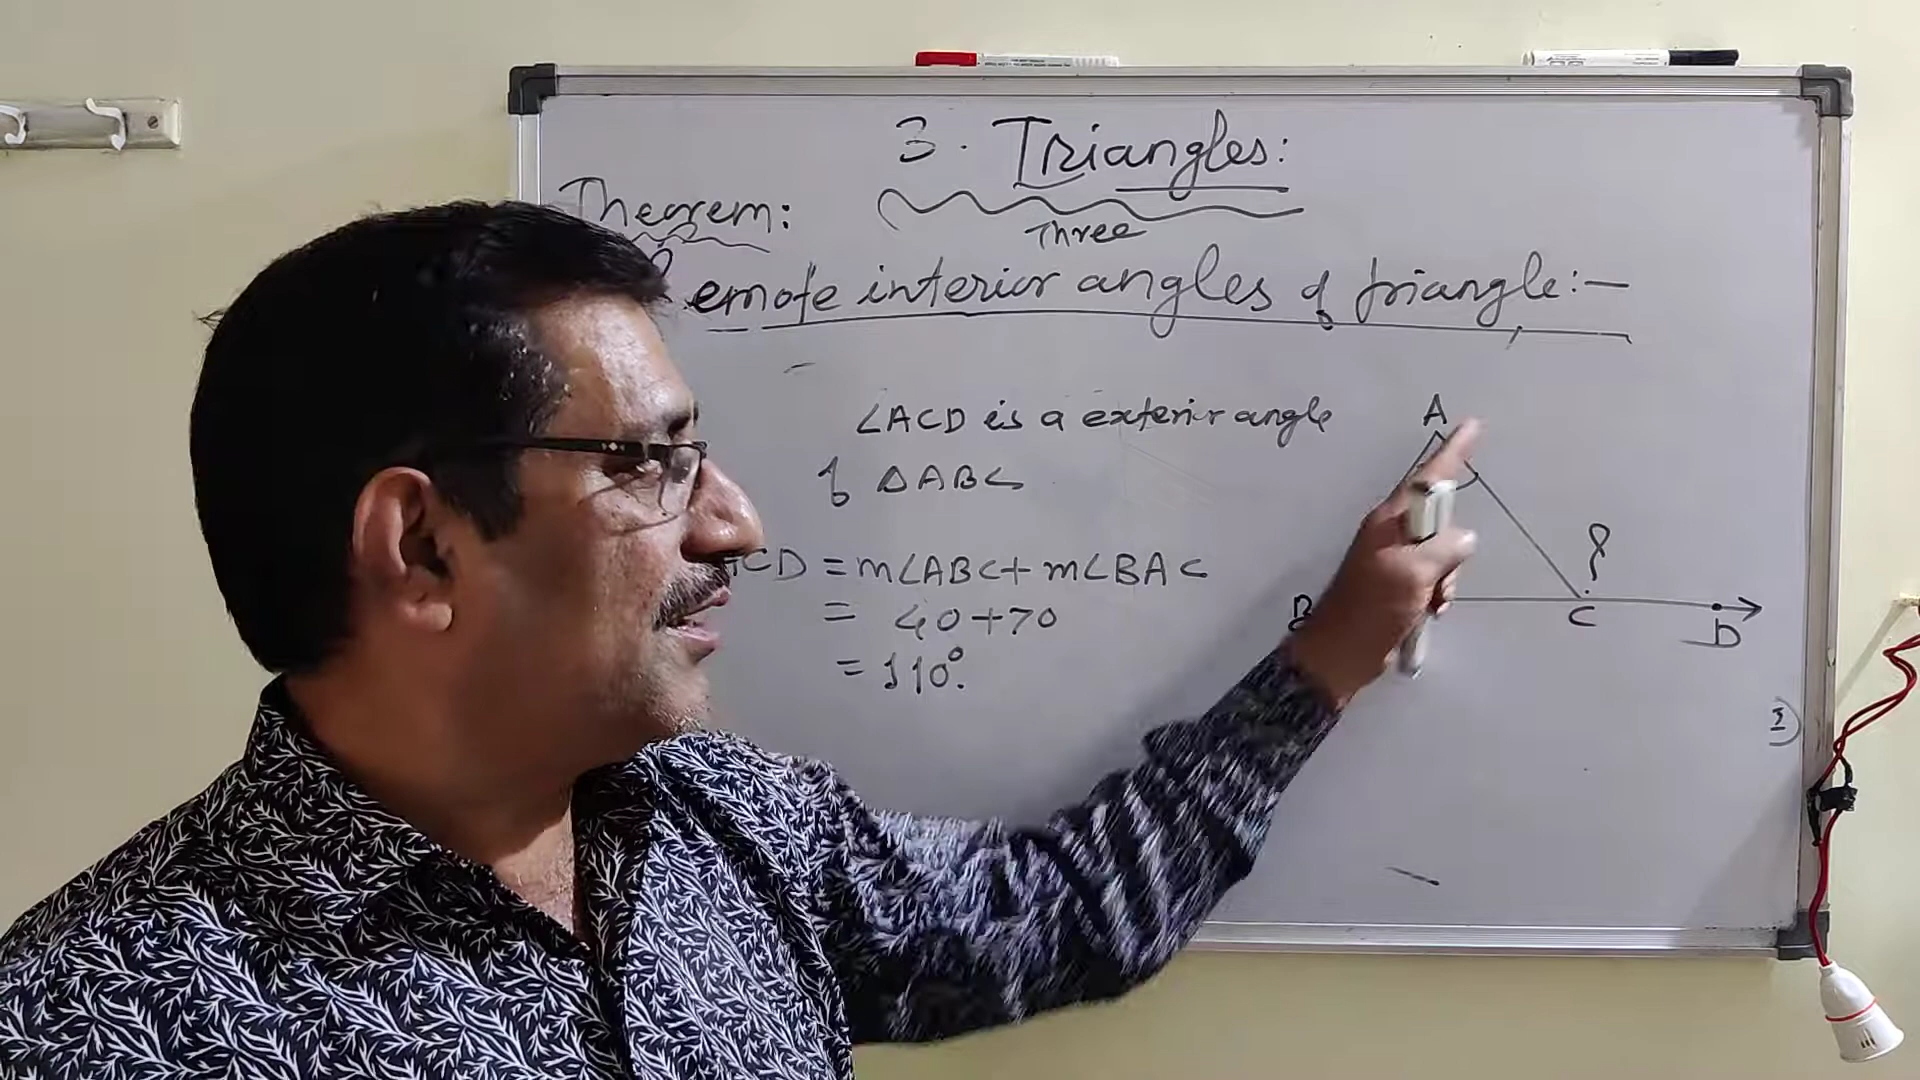 3. Triangles:
Theorem:
Three
Remote interior angles of triangle:-
∠ACD is a exterior angle
of △ABC
ACD = m∠ABC + m∠BAC
= 40+70
= 110°.
A
B
C
D
?